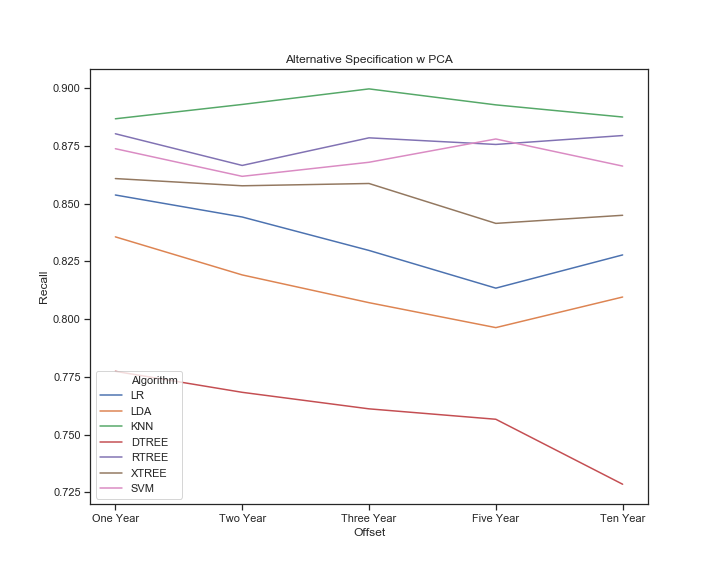 Alternative Specification w PCA
Recall
0.900
0.875
0.850
0.825
0.800
0.775
0.750
0.725
Algorithm
LR
LDA
KNN
DTREE
RTREE
XTREE
SVM
One Year Two Year Three Year Five Year Ten Year
Offset